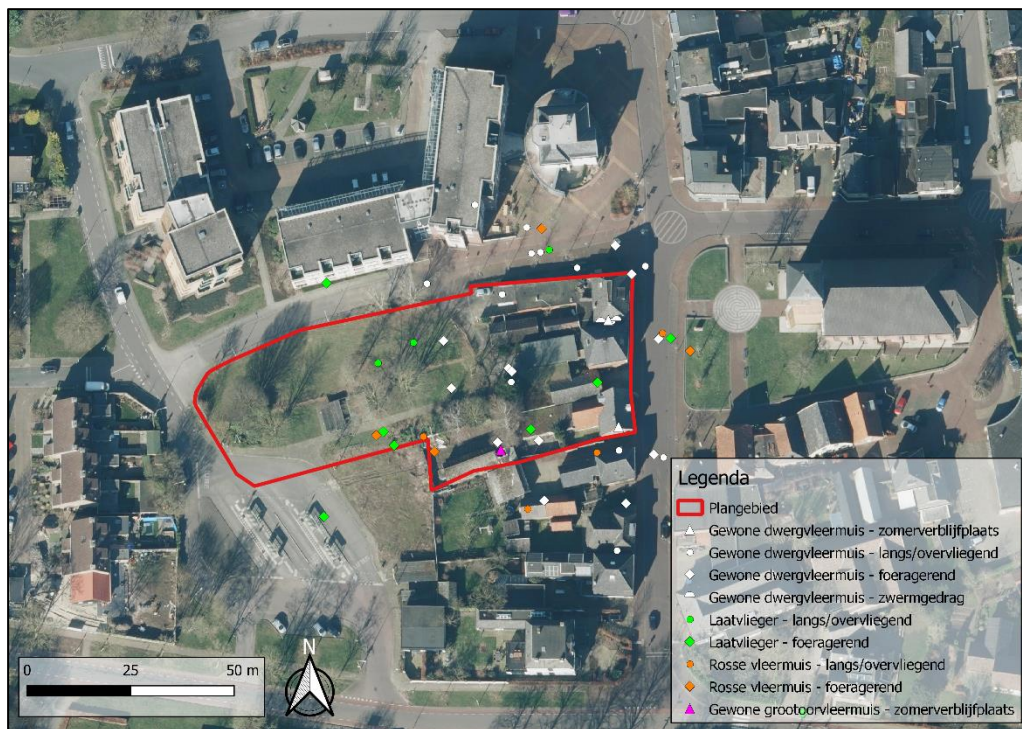 Legenda
Plangebied
Gewone dwergvleermuis - zomerverblijfplaats
Gewone dwergvleermuis - langs/overvliegend
Gewone dwergvleermuis - foeragerend
Gewone dwergvleermuis - zwermgedrag
Laatvlieger - langs/overvliegend
Laatvlieger - foeragerend
Rosse vleermuis - langs/overvliegend
Rosse vleermuis - foeragerend
Gewone grootoorvleermuis - zomerverblijfplaats
0 25 50 m
N